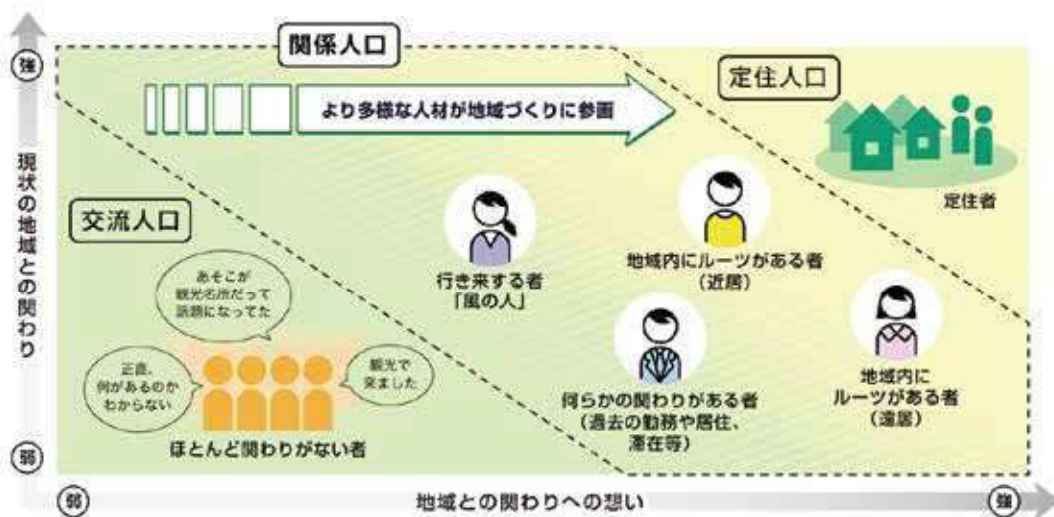 関係人口
強
より多様な人材が地域づくりに参画
定住人口
定住者
現状の地域との関わり
交流人口
あそこが
観光名所だって
話題になってた
正直、
何があるのか
わからない
観光で
来ました
ほとんど関わりがない者
行き来する者
「風の人」
地域内にルーツがある者
（近居）
何らかの関わりがある者
（過去の勤務や居住、
滞在等）
地域内に
ルーツがある者
（遠居）
弱
弱
地域との関わりへの想い
強